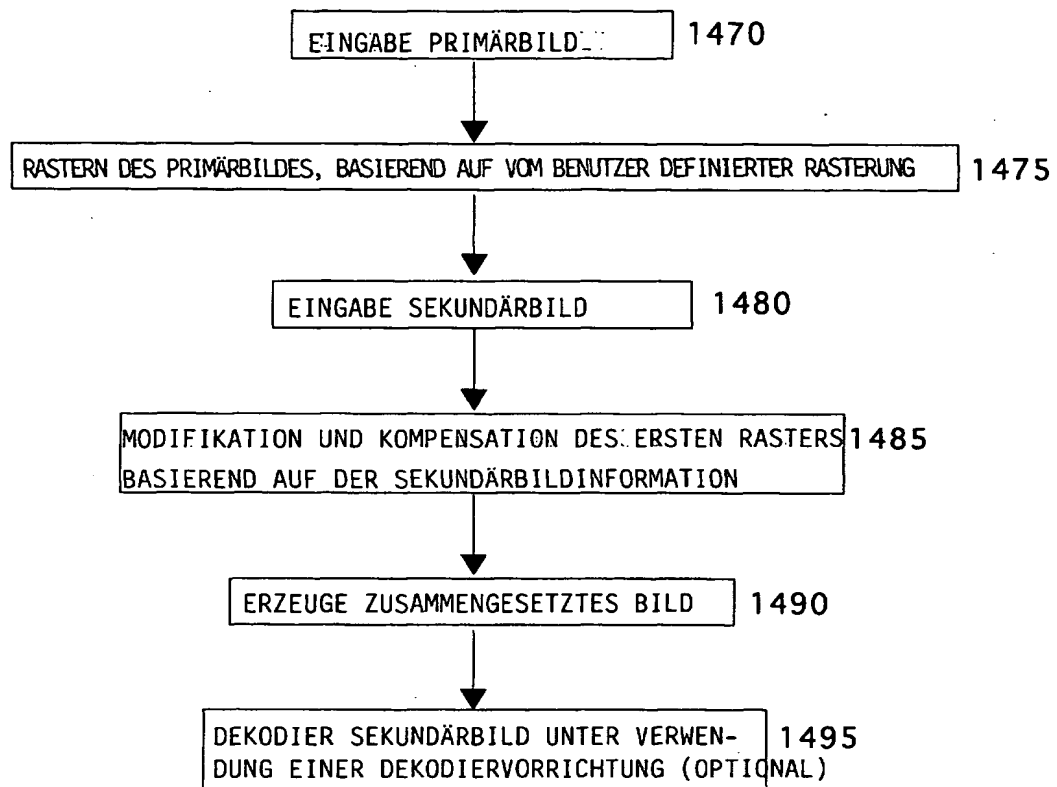 EINGABE PRIMÄRBILD 1470
RASTERN DES PRIMÄRBILDES, BASIEREND AUF VOM BENUTZER DEFINIERTER RASTERUNG 1475
EINGABE SEKUNDÄRBILD 1480
MODIFIKATION UND KOMPENSATION DES ERSTEN RASTERS 1485
BASIEREND AUF DER SEKUNDÄRBILDINFORMATION
ERZEUGE ZUSAMMENGESETZTES BILD 1490
DEKODIER SEKUNDÄRBILD UNTER VERWEN- 1495
DUNG EINER DEKODIERVORRICHTUNG (OPTIONAL)